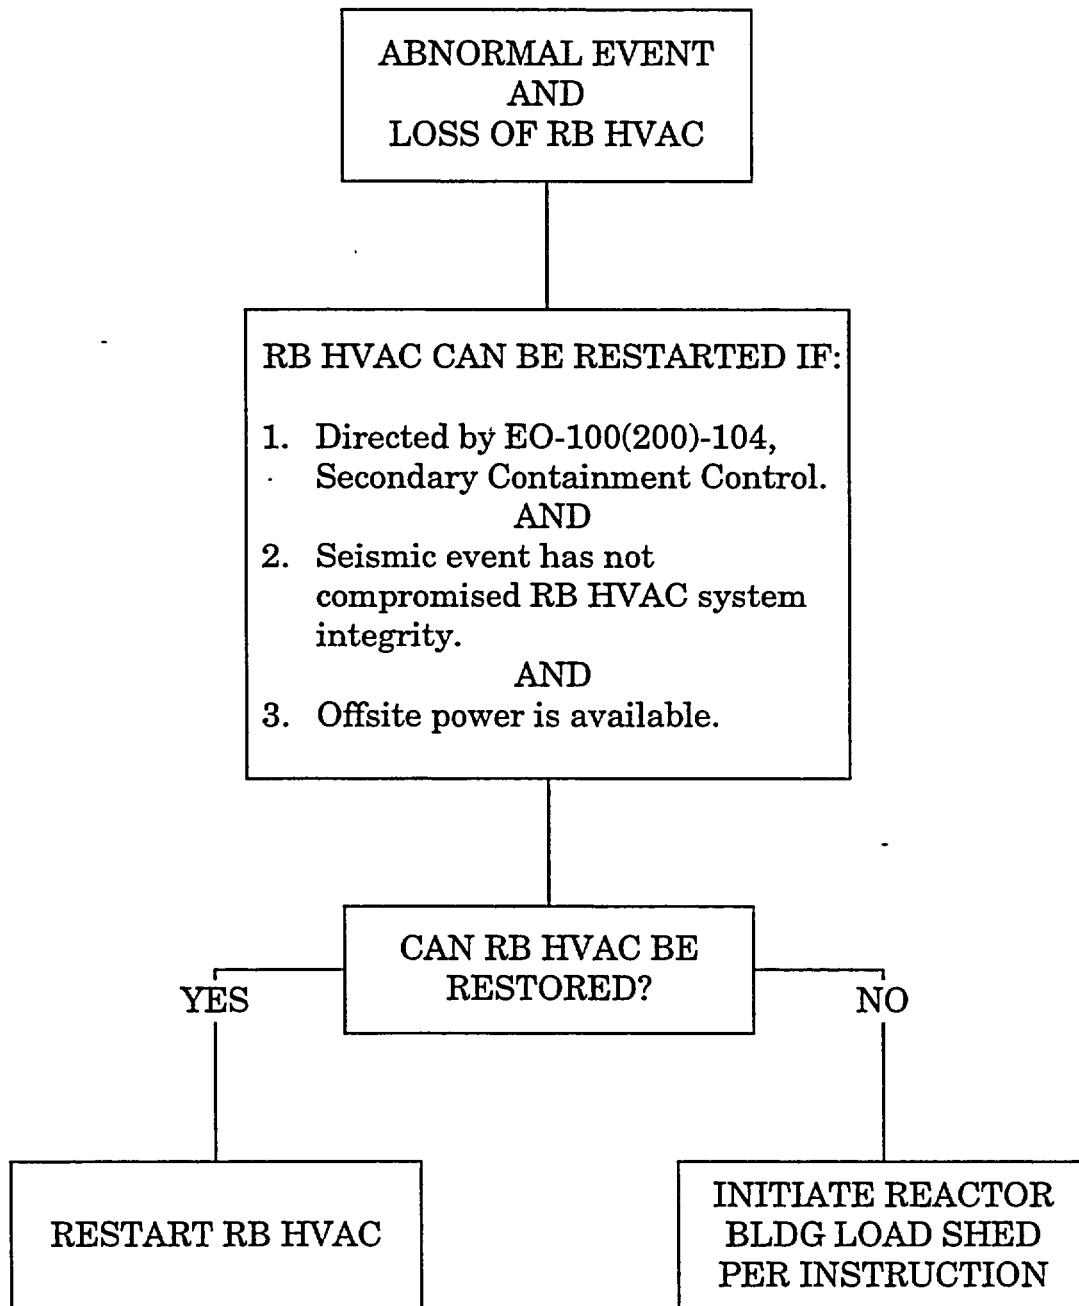 ABNORMAL EVENT
AND
LOSS OF RB HVAC
RB HVAC CAN BE RESTARTED IF:
1. Directed by EO-100(200)-104,
Secondary Containment Control.
AND
2. Seismic event has not
compromised RB HVAC system
integrity.
AND
3. Offsite power is available.
CAN RB HVAC BE
RESTORED?
YES
NO
RESTART RB HVAC
INITIATE REACTOR
BLDG LOAD SHED
PER INSTRUCTION